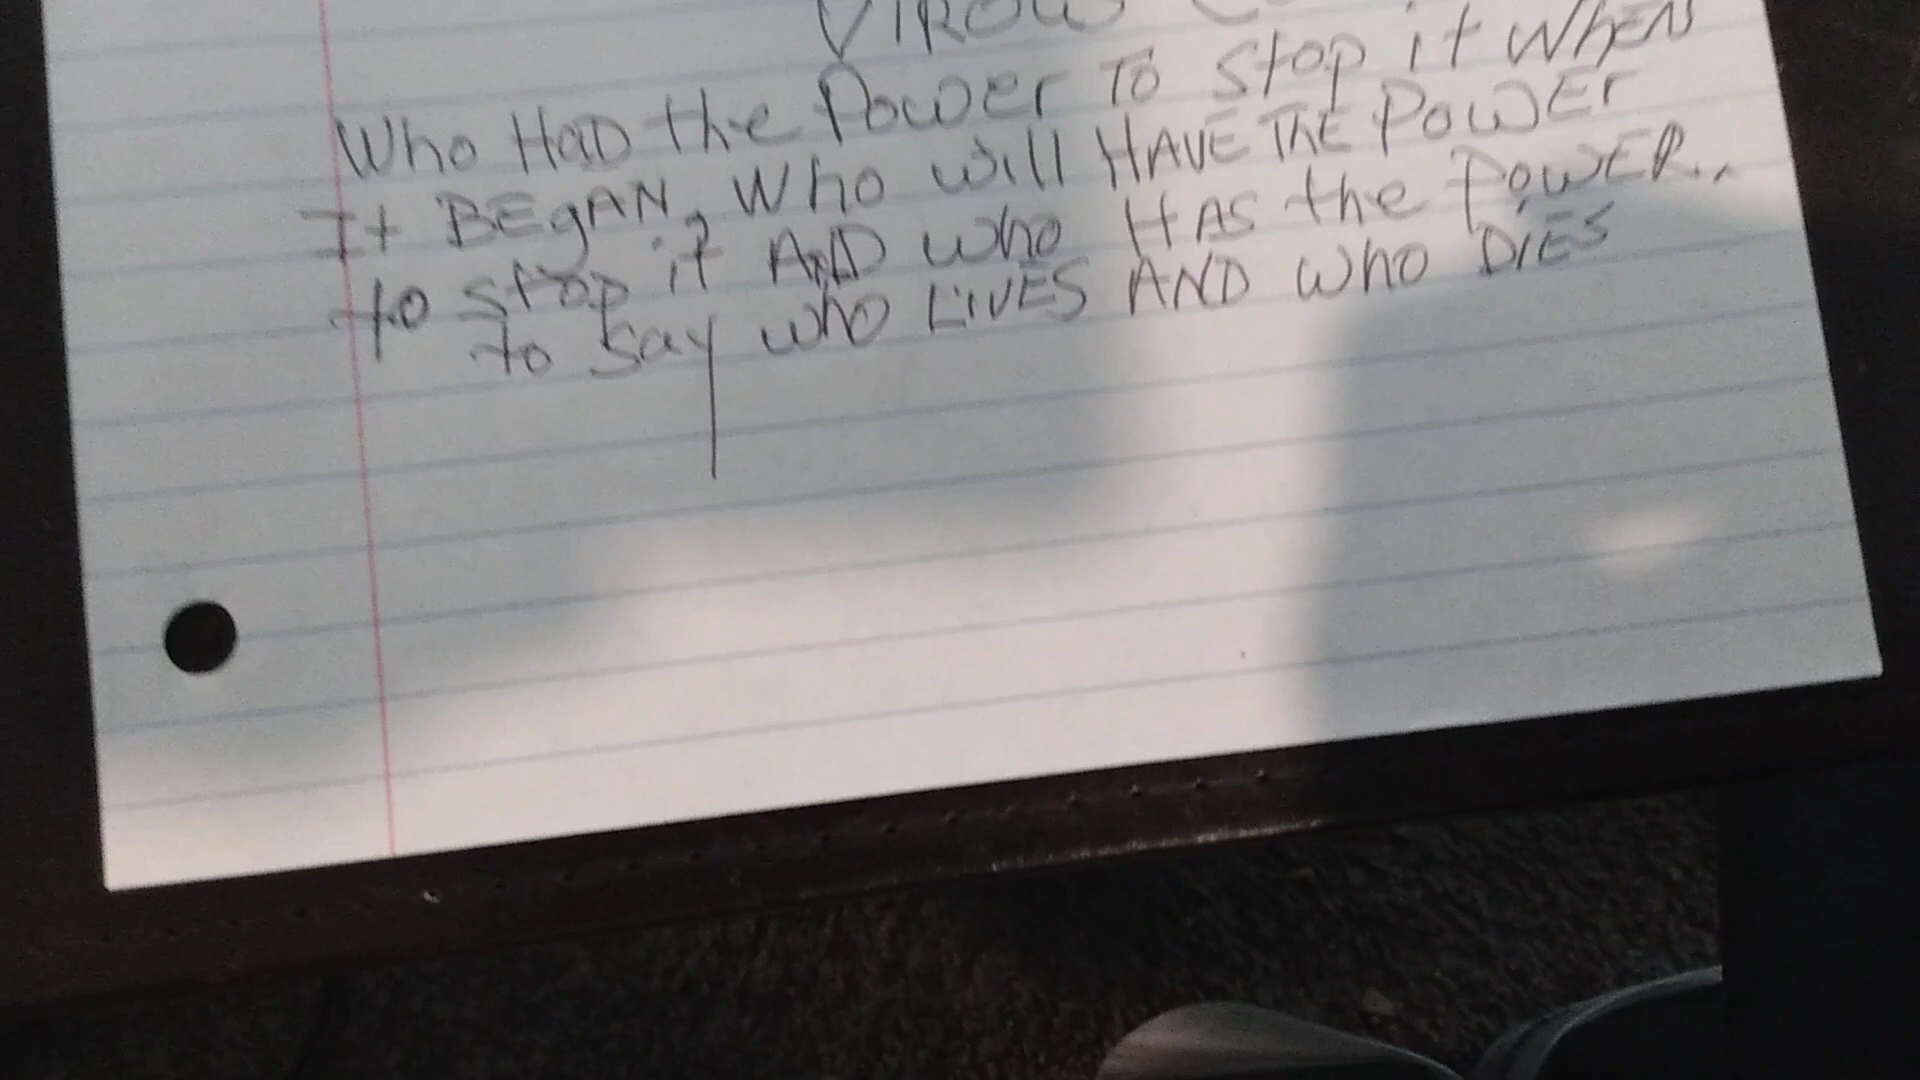 Who HAD the Power To stop it WhEN
It BEgAN, Who will HAVE ThE PoWEr
to stop it AND who HAS the PoWER..
to say who LiVES AND who DIES